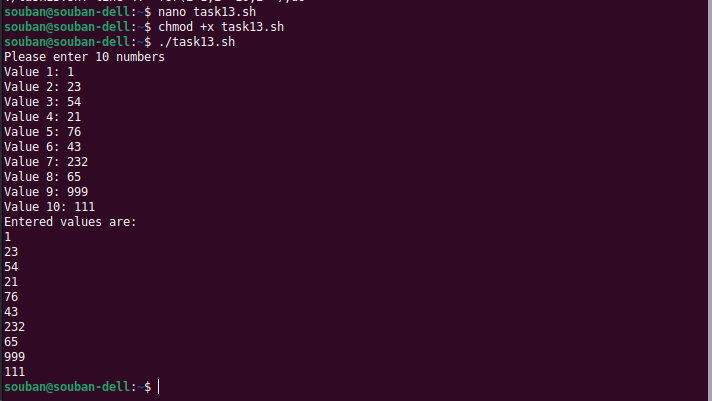 souban@souban-dell:~$ nano task13.sh
souban@souban-dell:~$ chmod +x task13.sh
souban@souban-dell:~$ ./task13.sh
Please enter 10 numbers
Value 1: 1
Value 2: 23
Value 3: 54
Value 4: 21
Value 5: 76
Value 6: 43
Value 7: 232
Value 8: 65
Value 9: 999
Value 10: 111
Entered values are:
1
23
54
21
76
43
232
65
999
111
souban@souban-dell:~$